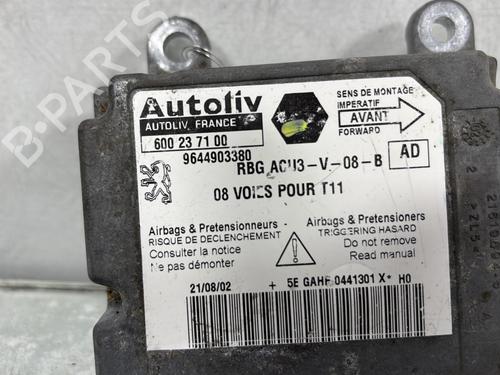 B-PARTS
Autoliv
AUTOLIV. FRANCE
600 23 71 00
9644903380
SENS DE MONTAGE
IMPERATIF
AVANT
FORWARD
RBG ACU3-V-08-B
AD
08 VOIES POUR T11
Airbags & Pretensionneurs
RISQUE DE DECLENCHEMENT
Consulter la notice
Ne pas démonter
Airbags & Pretensioners
TRIGGERING HASARD
Do not remove
Read manual
21/08/02 + 5E GAHF 0441301 X* H0